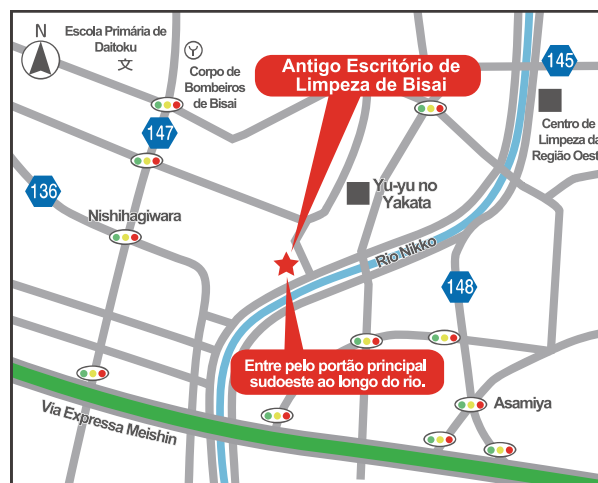 N
Escola Primária de
Daitoku
文
Corpo de
Bombeiros
de Bisai
Antigo Escritório de
Limpeza de Bisai
145
Centro de
Limpeza da
Região Oeste
147
136
Nishihagiwara
Yu-yu no
Yakata
Rio Nikko
148
Entre pelo portão principal
sudoeste ao longo do rio.
Asamiya
Via Expressa Meishin